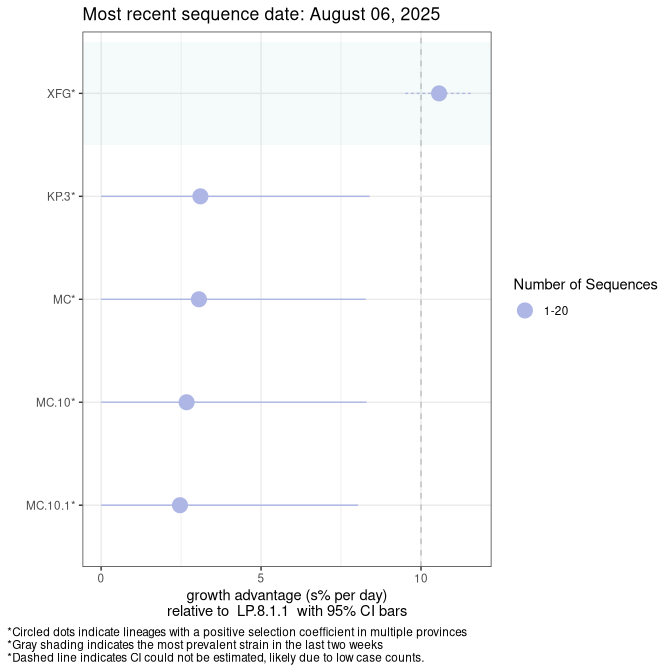 Most recent sequence date: August 06, 2025
XFG*
KP.3*
MC*
MC.10*
MC.10.1*
0 5 10
growth advantage (s% per day)
relative to LP.8.1.1 with 95% CI bars
Number of Sequences
1-20
*Circled dots indicate lineages with a positive selection coefficient in multiple provinces
*Gray shading indicates the most prevalent strain in the last two weeks
*Dashed line indicates CI could not be estimated, likely due to low case counts.